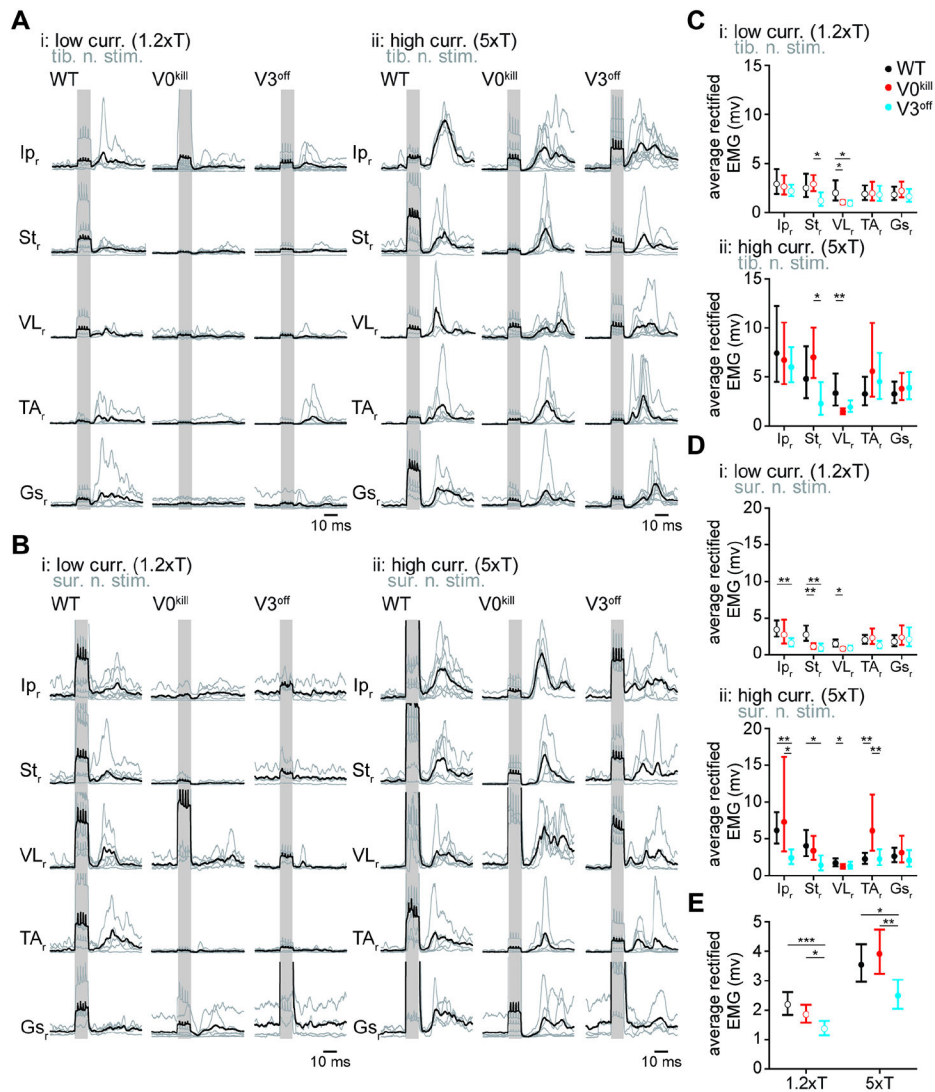 A
i: low curr. (1.2xT)
tib. n. stim.
WT V0kill V3off
Ipr
Str
VLr
TAr
Gsr
10 ms
ii: high curr. (5xT)
tib. n. stim.
WT V0kill V3off
Ipr
Str
VLr
TAr
Gsr
10 ms
B
i: low curr. (1.2xT)
sur. n. stim.
WT V0kill V3off
Ipr
Str
VLr
TAr
Gsr
10 ms
ii: high curr. (5xT)
sur. n. stim.
WT V0kill V3off
Ipr
Str
VLr
TAr
Gsr
10 ms
C
i: low curr. (1.2xT)
tib. n. stim.
WT
V0kill
V3off
average rectified
EMG (mv)
15
10
5
0
*
* *
Ipr Str VLr TAr Gsr
ii: high curr. (5xT)
tib. n. stim.
average rectified
EMG (mv)
15
10
5
0
* **
Ipr Str VLr TAr Gsr
D
i: low curr. (1.2xT)
sur. n. stim.
average rectified
EMG (mv)
20
15
10
5
0
** ** *
**
Ipr Str VLr TAr Gsr
ii: high curr. (5xT)
sur. n. stim.
average rectified
EMG (mv)
20
15
10
5
0
** * * **
* **
Ipr Str VLr TAr Gsr
E
average rectified
EMG (mv)
5
4
3
2
1
0
*** *
* **
1.2xT 5xT